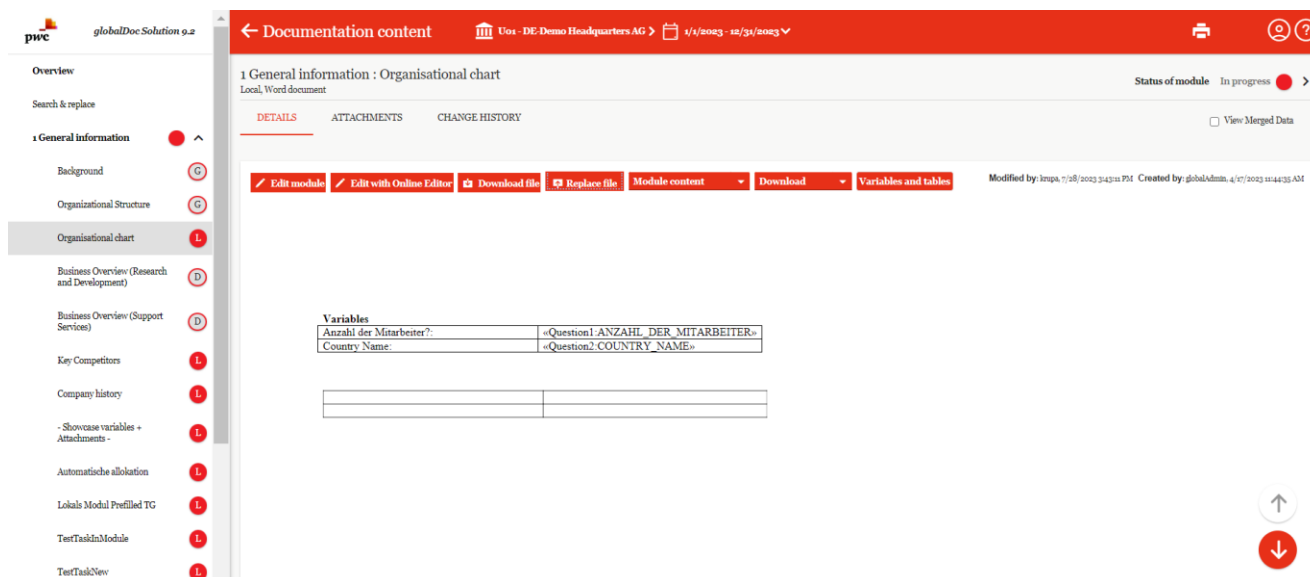 pwc
globalDoc Solution 9.2
Documentation content
U01 - DE-Demo Headquarters AG
1/1/2023 - 12/31/2023
Overview
Search & replace
1 General information
Background
G
Organizational Structure
G
Organisational chart
L
Business Overview (Research
and Development)
D
Business Overview (Support
Services)
D
Key Competitors
L
Company history
L
- Showcase variables +
Attachments -
L
Automatische allokation
L
Lokals Modul Prefilled TG
L
TestTaskInModule
L
TestTaskNew
L
1 General information : Organisational chart
Local, Word document
Status of module In progress
DETAILS ATTACHMENTS CHANGE HISTORY
View Merged Data
Edit module Edit with Online Editor Download file Replace file Module content Download Variables and tables
Modified by: krupa, 7/28/2023 3:43:11 PM Created by: globalAdmin, 4/17/2023 11:44:35 AM
Variables
Anzahl der Mitarbeiter?: «Question1:ANZAHL_DER_MITARBEITER»
Country Name: «Question2:COUNTRY_NAME»